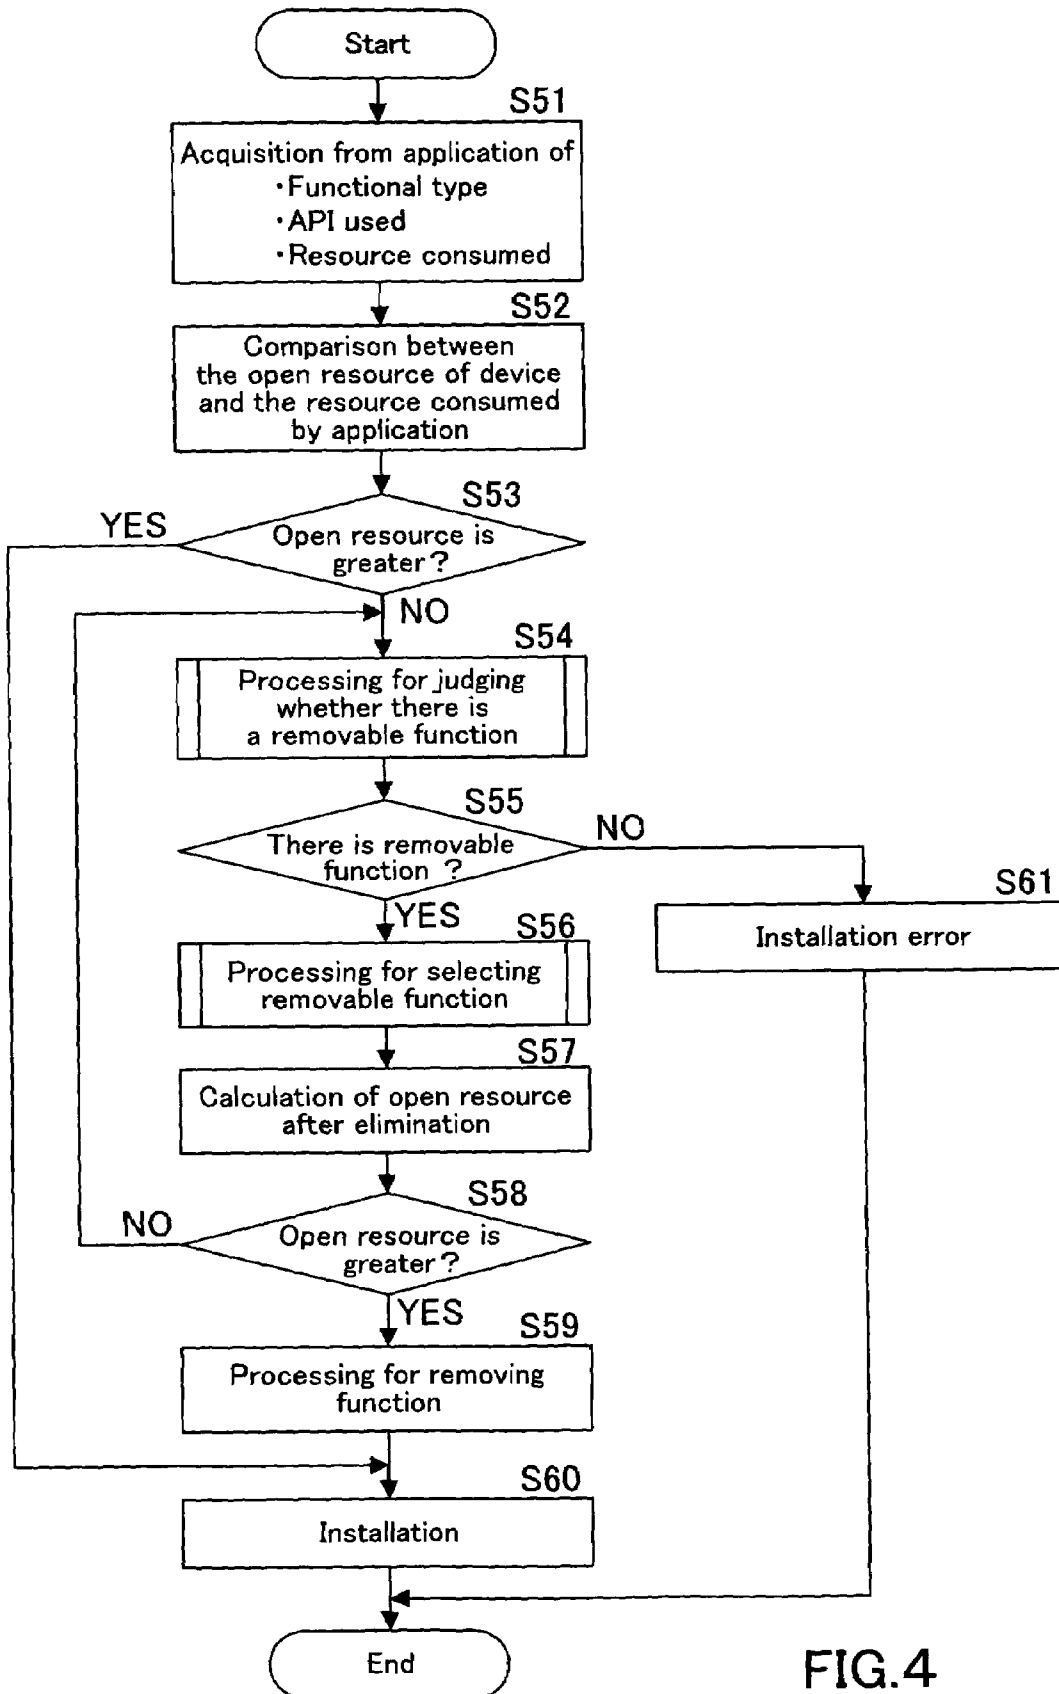 Start
S51
Acquisition from application of
・Functional type
・API used
・Resource consumed
S52
Comparison between
the open resource of device
and the resource consumed
by application
S53
YES
Open resource is
greater?
NO
S54
Processing for judging
whether there is
a removable function
S55
There is removable
function ?
NO
YES
S61
Installation error
S56
Processing for selecting
removable function
S57
Calculation of open resource
after elimination
S58
NO
Open resource is
greater?
YES
S59
Processing for removing
function
S60
Installation
End
FIG.4